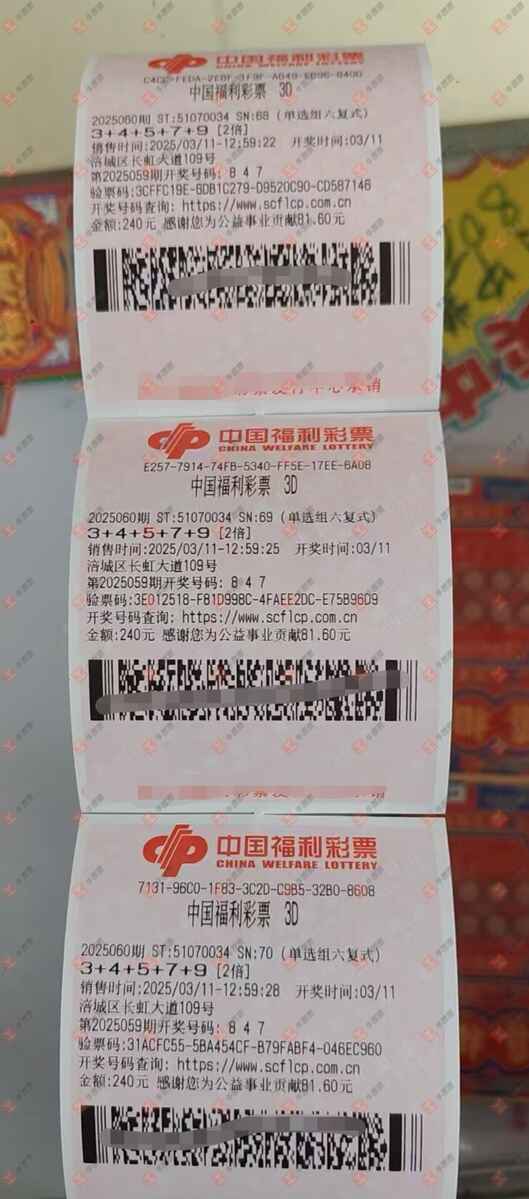 中国福利彩票
CHINA WELFARE LOTTERY
中国福利彩票 3D
2025060期 ST:51070034 SN:68 (单选组六复式)
3+4+5+7+9 [2倍]
销售时间:2025/03/11-12:59:22 开奖时间:03/11
涪城区长虹大道109号
第2025059期开奖号码: 8 4 7
验票码:3CFFC19E-6DB1C279-D9520C90-CD587146
开奖号码查询: https://www.scflcp.com.cn
金额:240元 感谢您为公益事业贡献81.60元
中国福利彩票
CHINA WELFARE LOTTERY
E257-7914-74FB-5340-FF5E-17EE-6A08
中国福利彩票 3D
2025060期 ST:51070034 SN:69 (单选组六复式)
3+4+5+7+9 [2倍]
销售时间:2025/03/11-12:59:25 开奖时间:03/11
涪城区长虹大道109号
第2025059期开奖号码: 8 4 7
验票码:3E012518-F81D998C-4FAEE2DC-E75B96D9
开奖号码查询: https://www.scflcp.com.cn
金额:240元 感谢您为公益事业贡献81.60元
中国福利彩票
CHINA WELFARE LOTTERY
7131-96C0-1F83-3C2D-C9B5-32B0-8608
中国福利彩票 3D
2025060期 ST:51070034 SN:70 (单选组六复式)
3+4+5+7+9 [2倍]
销售时间:2025/03/11-12:59:28 开奖时间:03/11
涪城区长虹大道109号
第2025059期开奖号码: 8 4 7
验票码:31ACFC55-5BA454CF-B79FABF4-046EC960
开奖号码查询: https://www.scflcp.com.cn
金额:240元 感谢您为公益事业贡献81.60元